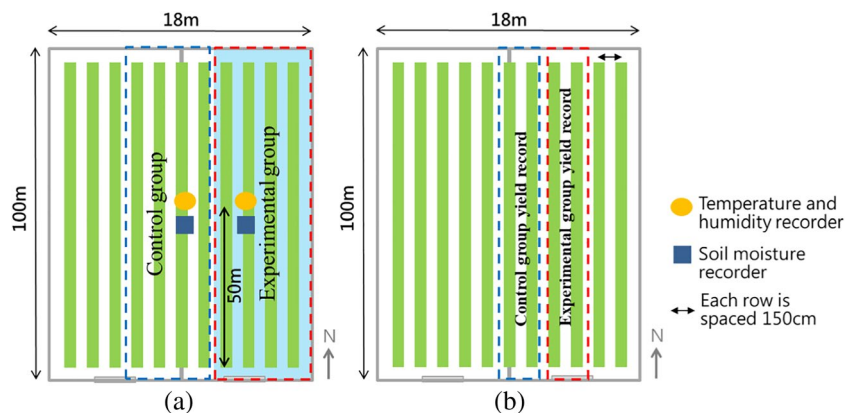 18m
100m
Control group
50m
Experimental group
N
(a)
18m
100m
Control group yield record
Experimental group yield record
N
(b)
Temperature and
humidity recorder
Soil moisture
recorder
Each row is
spaced 150cm